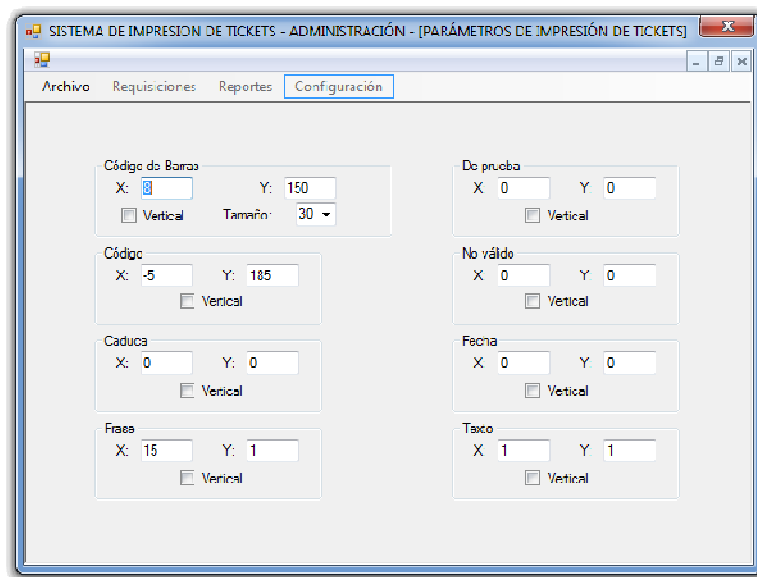 SISTEMA DE IMPRESION DE TICKETS - ADMINISTRACIÓN - [PARÁMETROS DE IMPRESIÓN DE TICKETS]
Archivo Requisiciones Reportes Configuración
Código de Barras
X: 8 Y: 150
Vertical Tamaño: 30
De prueba
X 0 Y 0
Vertical
Código
X: -5 Y: 185
Vertical
No válido
X 0 Y 0
Vertical
Caduca
X: 0 Y: 0
Vertical
Fecha
X 0 Y 0
Vertical
Frase
X: 15 Y: 1
Vertical
Texto
X 1 Y 1
Vertical